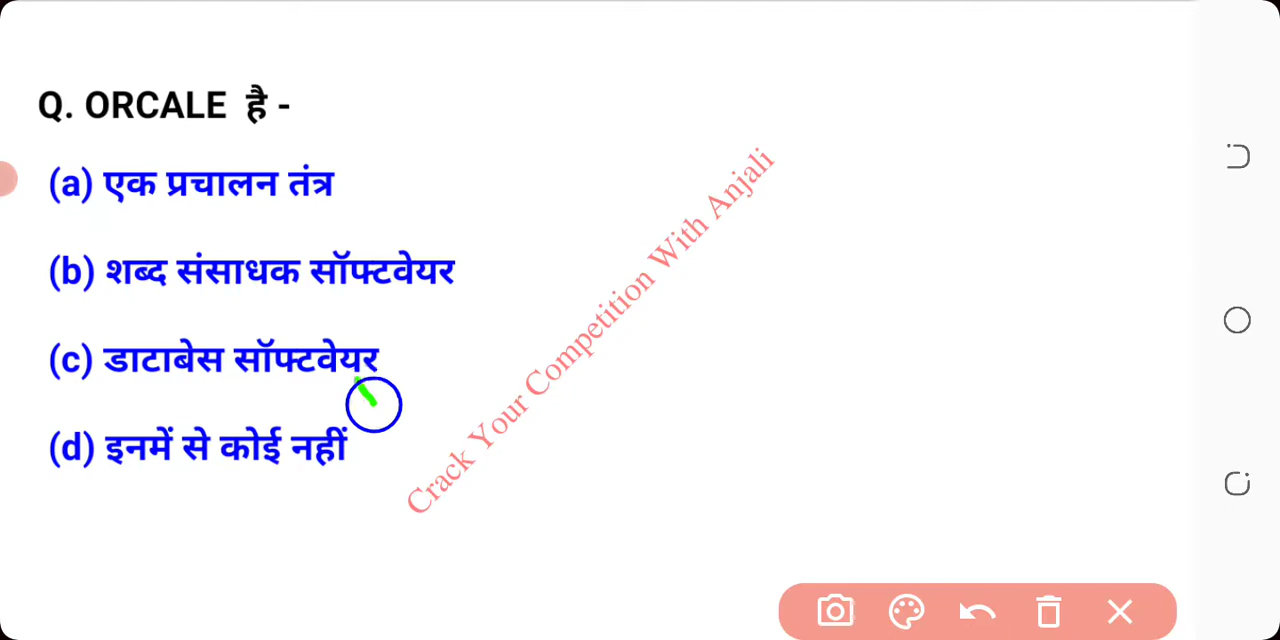 Q. ORCALE है -
(a) एक प्रचालन तंत्र
(b) शब्द संसाधक सॉफ्टवेयर
(c) डाटाबेस सॉफ्टवेयर
(d) इनमें से कोई नहीं
Crack Your Competition With Anjali